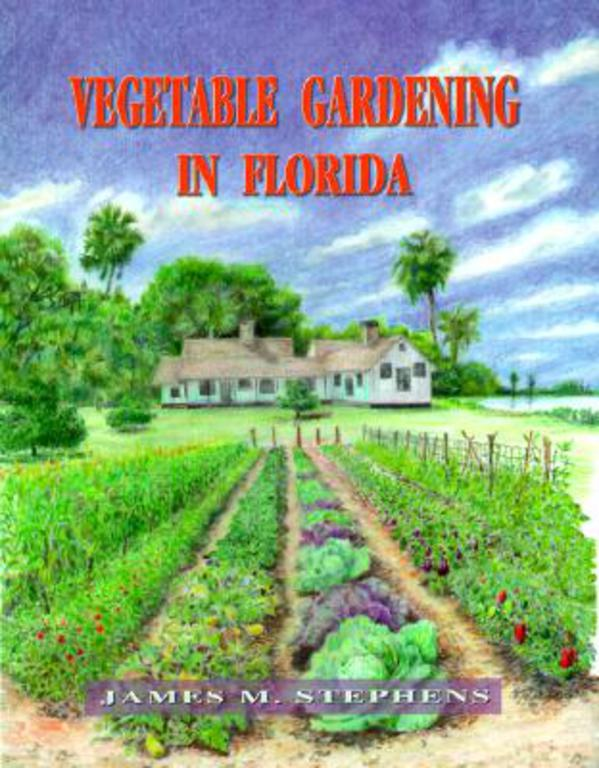 VEGETABLE GARDENING
IN FLORIDA
JAMES M. STEPHENS